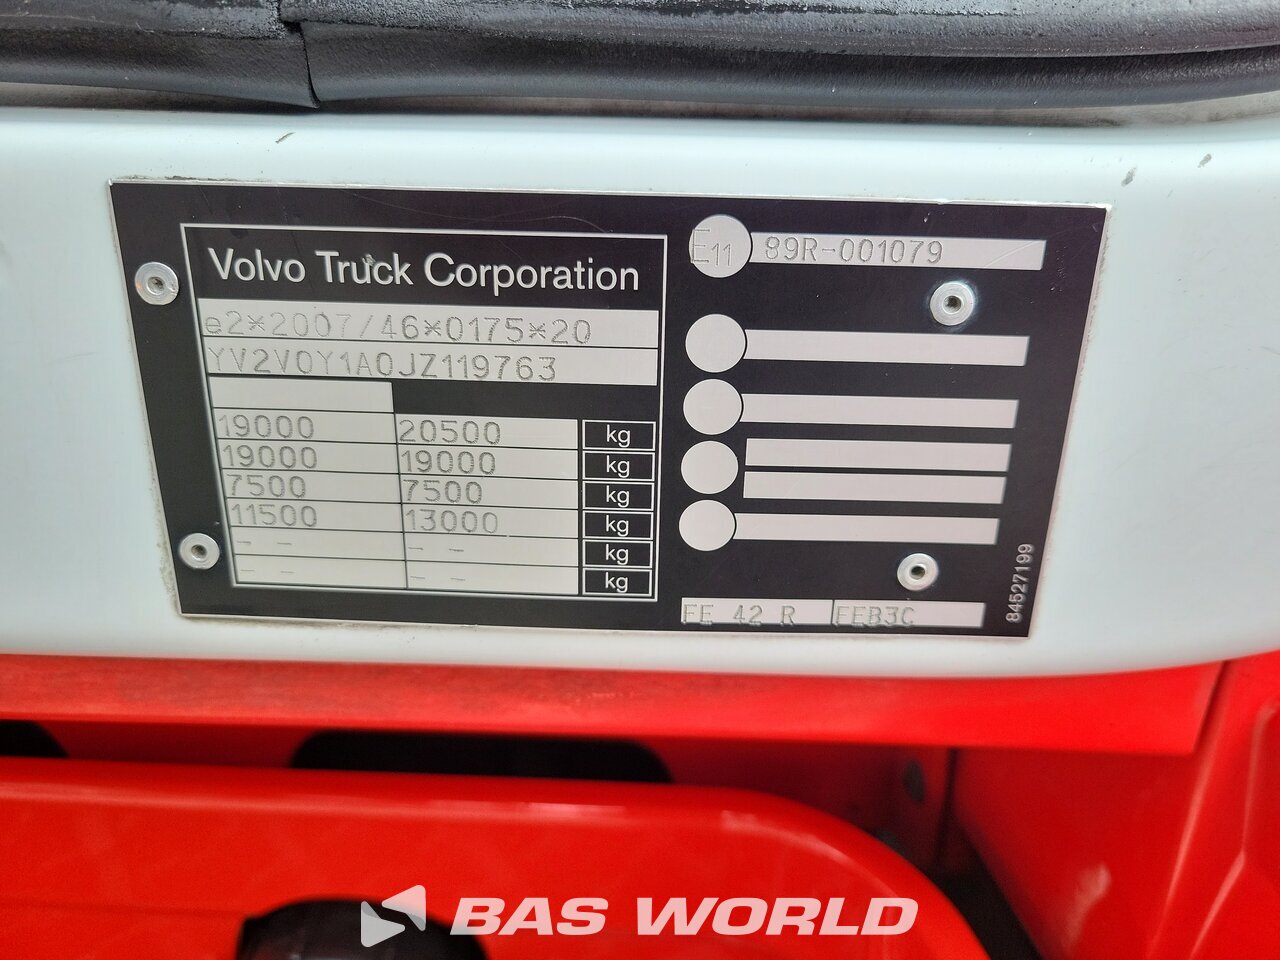 Volvo Truck Corporation
e2*2007/46*0175*20
YV2V0Y1A0JZ119763
19000 20500 kg
19000 19000 kg
7500 7500 kg
11500 13000 kg
-- -- kg
-- -- kg
E11 89R-001079
FE 42 R FEB3C
84527199
BAS WORLD